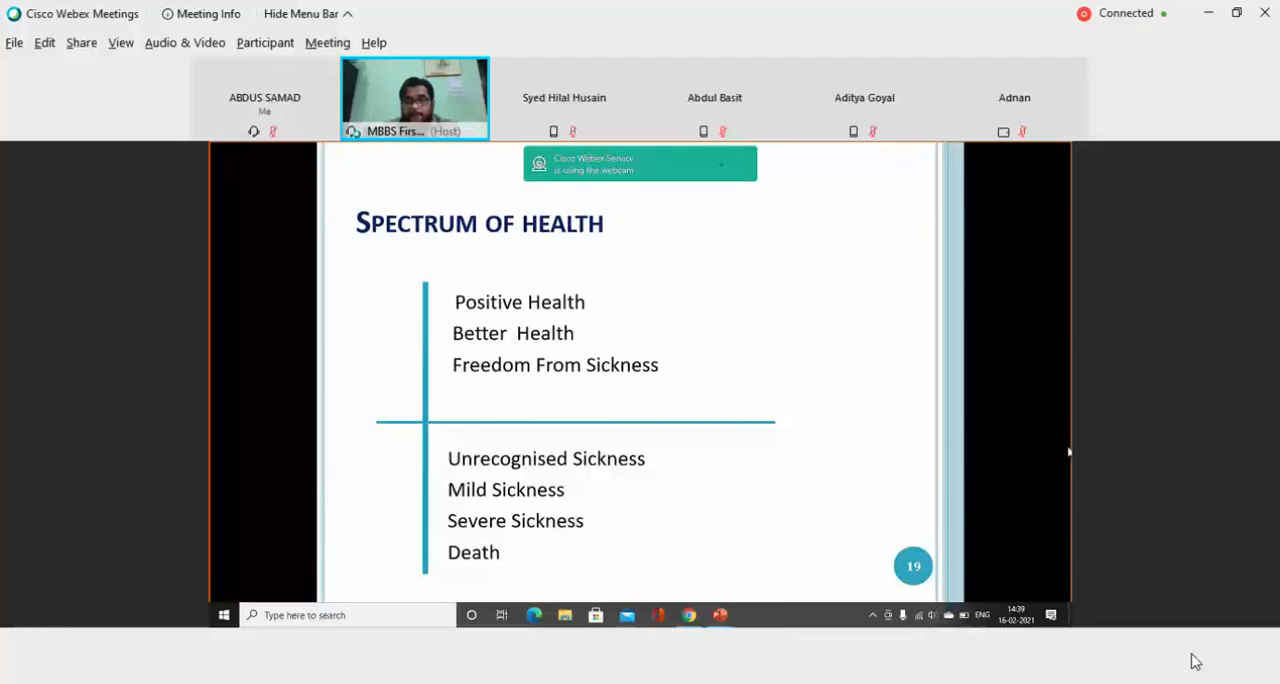 Cisco Webex Meetings
Meeting Info
Hide Menu Bar
Connected
File Edit Share View Audio & Video Participant Meeting Help
ABDUS SAMAD
Me
MBBS Firs... (Host)
Syed Hilal Husain
Abdul Basit
Aditya Goyal
Adnan
Cisco Webex Service
is using the webcam
SPECTRUM OF HEALTH
Positive Health
Better Health
Freedom From Sickness
Unrecognised Sickness
Mild Sickness
Severe Sickness
Death
19
Type here to search
ENG
14:39
16-02-2021